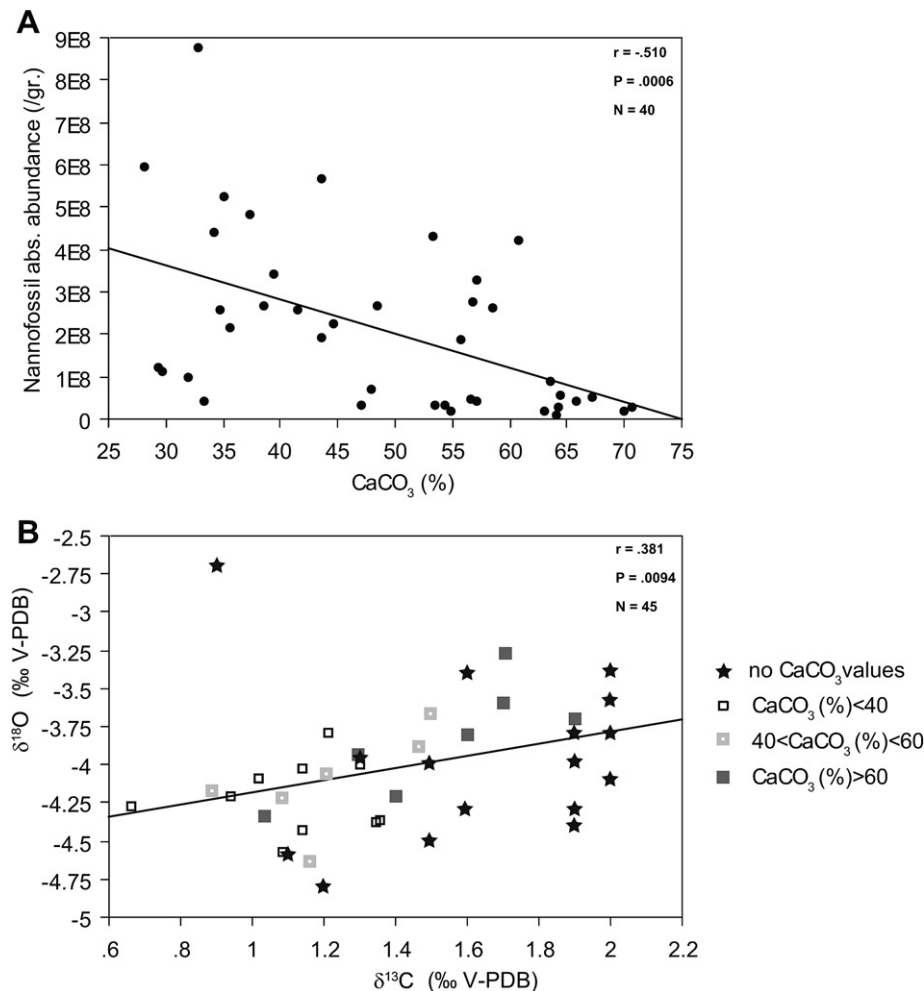 A
Nannofossil abs. abundance (/gr.)
9E8
8E8
7E8
6E8
5E8
4E8
3E8
2E8
1E8
0
r = -.510
P = .0006
N = 40
25 30 35 40 45 50 55 60 65 70 75
CaCO₃ (%)
B
δ¹⁸O (‰ V-PDB)
-2.5
-2.75
-3
-3.25
-3.5
-3.75
-4
-4.25
-4.5
-4.75
-5
r = .381
P = .0094
N = 45
.6 .8 1 1.2 1.4 1.6 1.8 2 2.2
δ¹³C (‰ V-PDB)
no CaCO₃values
CaCO₃(%)<40
40<CaCO₃(%)<60
CaCO₃(%)>60